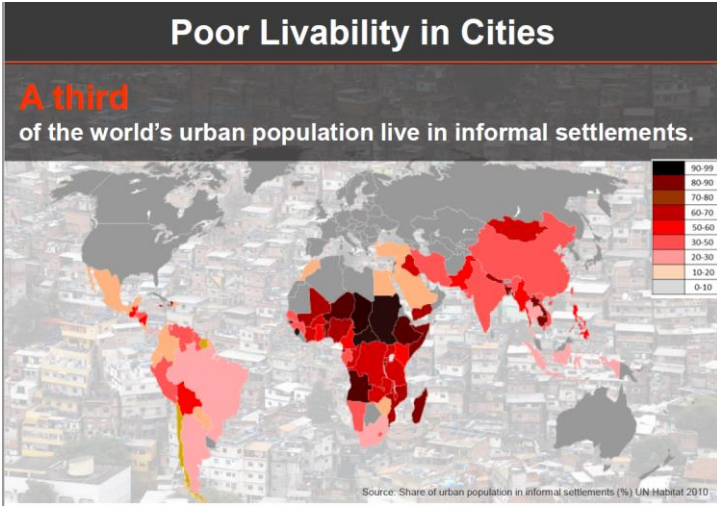 Poor Livability in Cities
A third
of the world's urban population live in informal settlements.
90-99
80-90
70-80
60-70
50-60
30-50
20-30
10-20
0-10
Source: Share of urban population in informal settlements (%) UN Habitat 2010